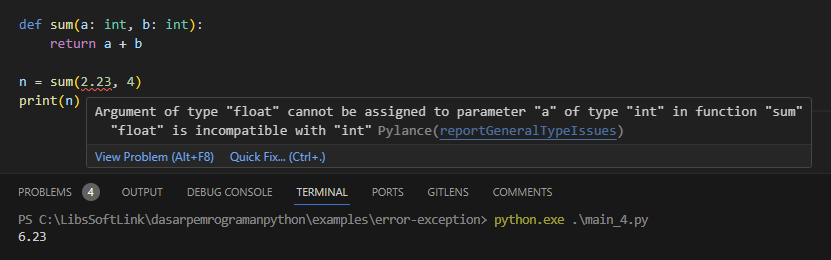 def sum(a: int, b: int):
    return a + b
n = sum(2.23, 4)
print(n)
Argument of type "float" cannot be assigned to parameter "a" of type "int" in function "sum"
  "float" is incompatible with "int" Pylance(reportGeneralTypeIssues)
View Problem (Alt+F8) Quick Fix... (Ctrl+.)
PROBLEMS 4 OUTPUT DEBUG CONSOLE TERMINAL PORTS GITLENS COMMENTS
PS C:\LibsSoftLink\dasarpemrogramanpython\examples\error-exception> python.exe .\main_4.py
6.23